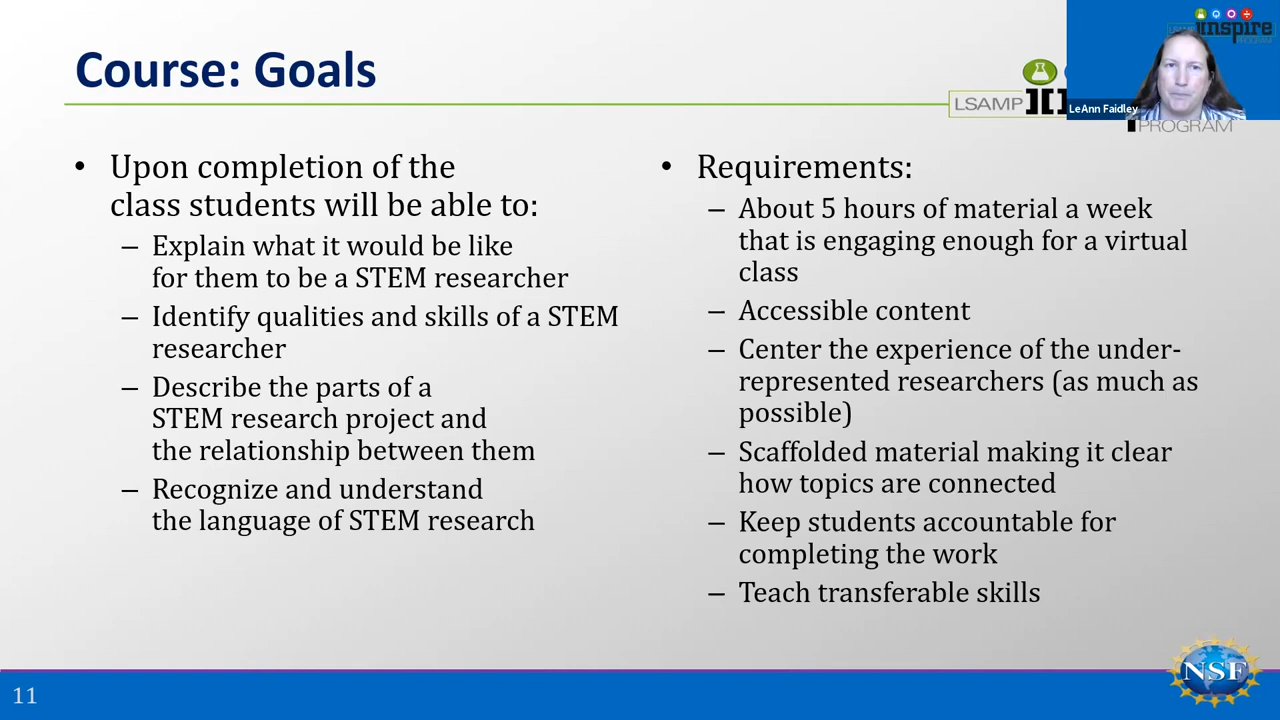 Course: Goals
LSAMP
PROGRAM
inspire
LeAnn Faidley
• Upon completion of the
class students will be able to:
– Explain what it would be like
for them to be a STEM researcher
– Identify qualities and skills of a STEM
researcher
– Describe the parts of a
STEM research project and
the relationship between them
– Recognize and understand
the language of STEM research
• Requirements:
– About 5 hours of material a week
that is engaging enough for a virtual
class
– Accessible content
– Center the experience of the under-
represented researchers (as much as
possible)
– Scaffolded material making it clear
how topics are connected
– Keep students accountable for
completing the work
– Teach transferable skills
11
NSF